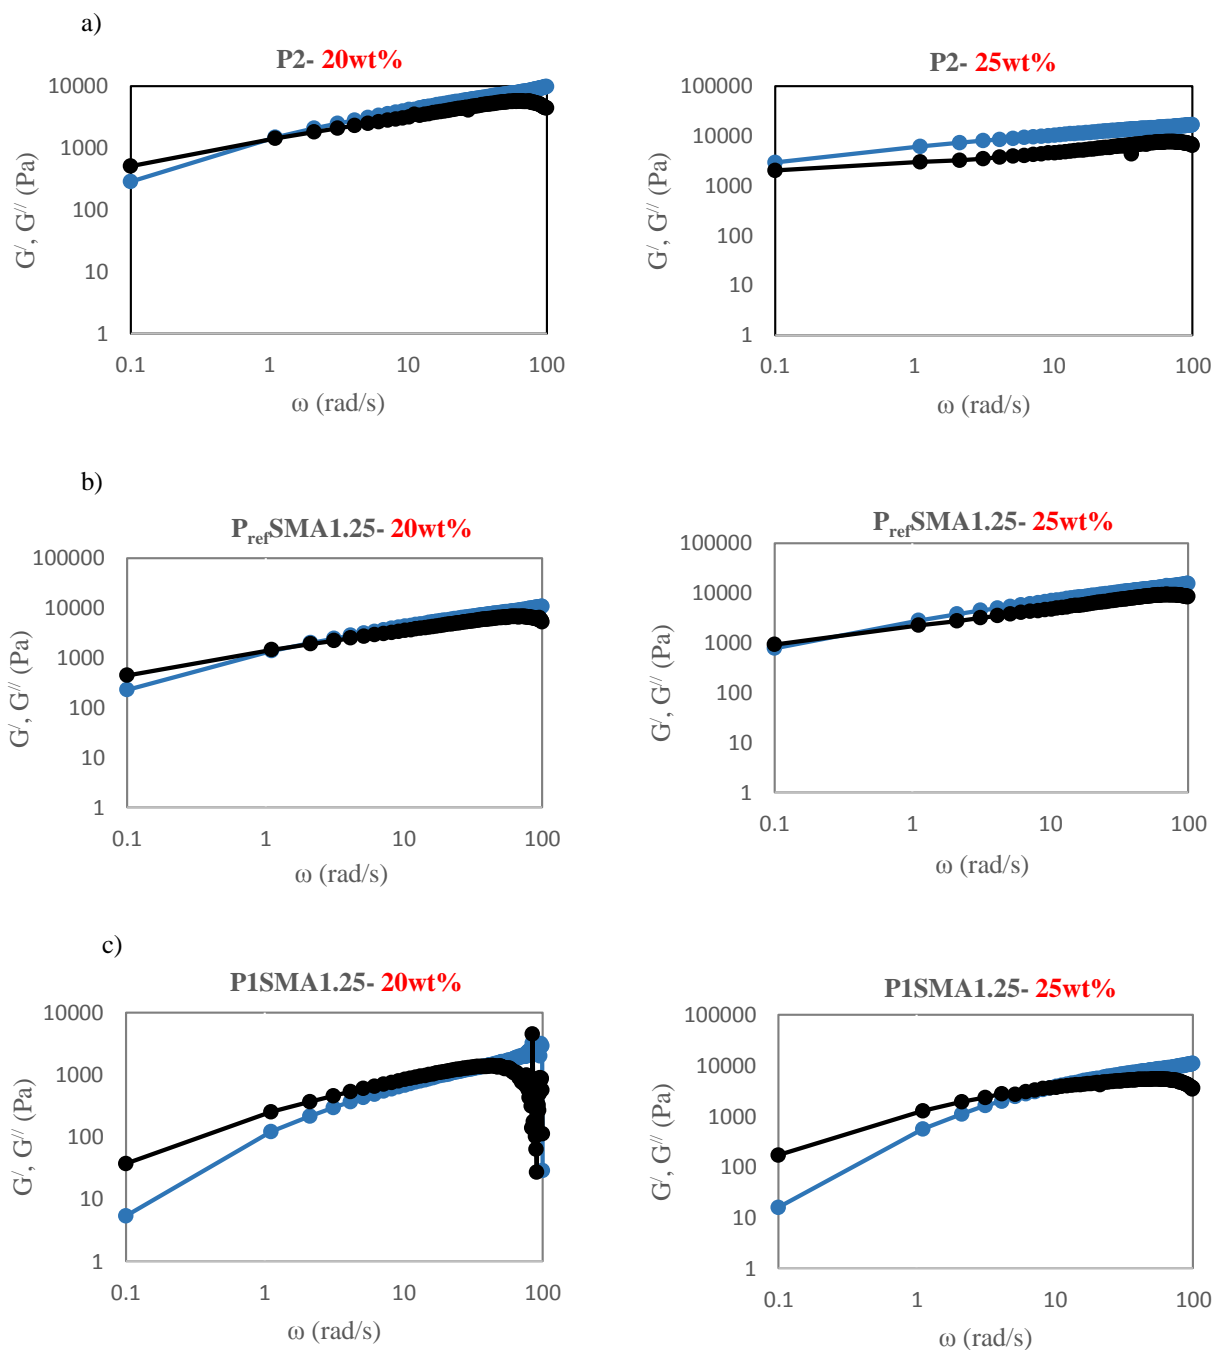 a)
P2- 20wt%
10000
1000
100
10
1
G/, G// (Pa)
0.1 1 10 100
ω (rad/s)
P2- 25wt%
100000
10000
1000
100
10
1
G/, G// (Pa)
0.1 1 10 100
ω (rad/s)
b)
PrefSMA1.25- 20wt%
100000
10000
1000
100
10
1
G/, G// (Pa)
0.1 1 10 100
ω (rad/s)
PrefSMA1.25- 25wt%
100000
10000
1000
100
10
1
G/, G// (Pa)
0.1 1 10 100
ω (rad/s)
c)
P1SMA1.25- 20wt%
10000
1000
100
10
1
G/, G// (Pa)
0.1 1 10 100
ω (rad/s)
P1SMA1.25- 25wt%
100000
10000
1000
100
10
1
G/, G// (Pa)
0.1 1 10 100
ω (rad/s)